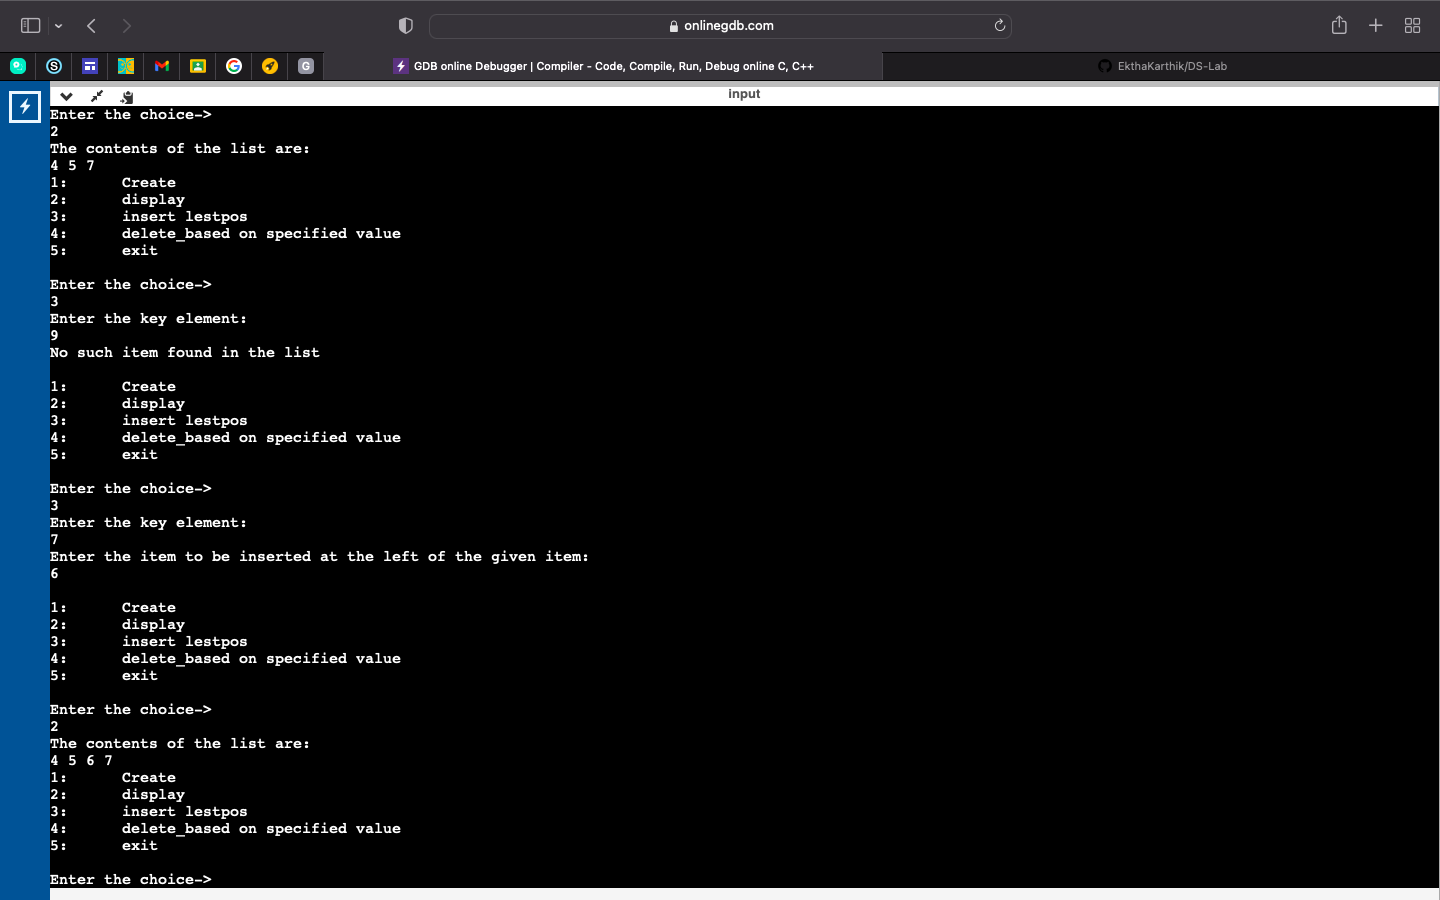 onlinegdb.com
GDB online Debugger | Compiler - Code, Compile, Run, Debug online C, C++
EkthaKarthik/DS-Lab
input
Enter the choice->
2
The contents of the list are:
4 5 7
1:      Create
2:      display
3:      insert lestpos
4:      delete_based on specified value
5:      exit
Enter the choice->
3
Enter the key element:
9
No such item found in the list
1:      Create
2:      display
3:      insert lestpos
4:      delete_based on specified value
5:      exit
Enter the choice->
3
Enter the key element:
7
Enter the item to be inserted at the left of the given item:
6
1:      Create
2:      display
3:      insert lestpos
4:      delete_based on specified value
5:      exit
Enter the choice->
2
The contents of the list are:
4 5 6 7
1:      Create
2:      display
3:      insert lestpos
4:      delete_based on specified value
5:      exit
Enter the choice->